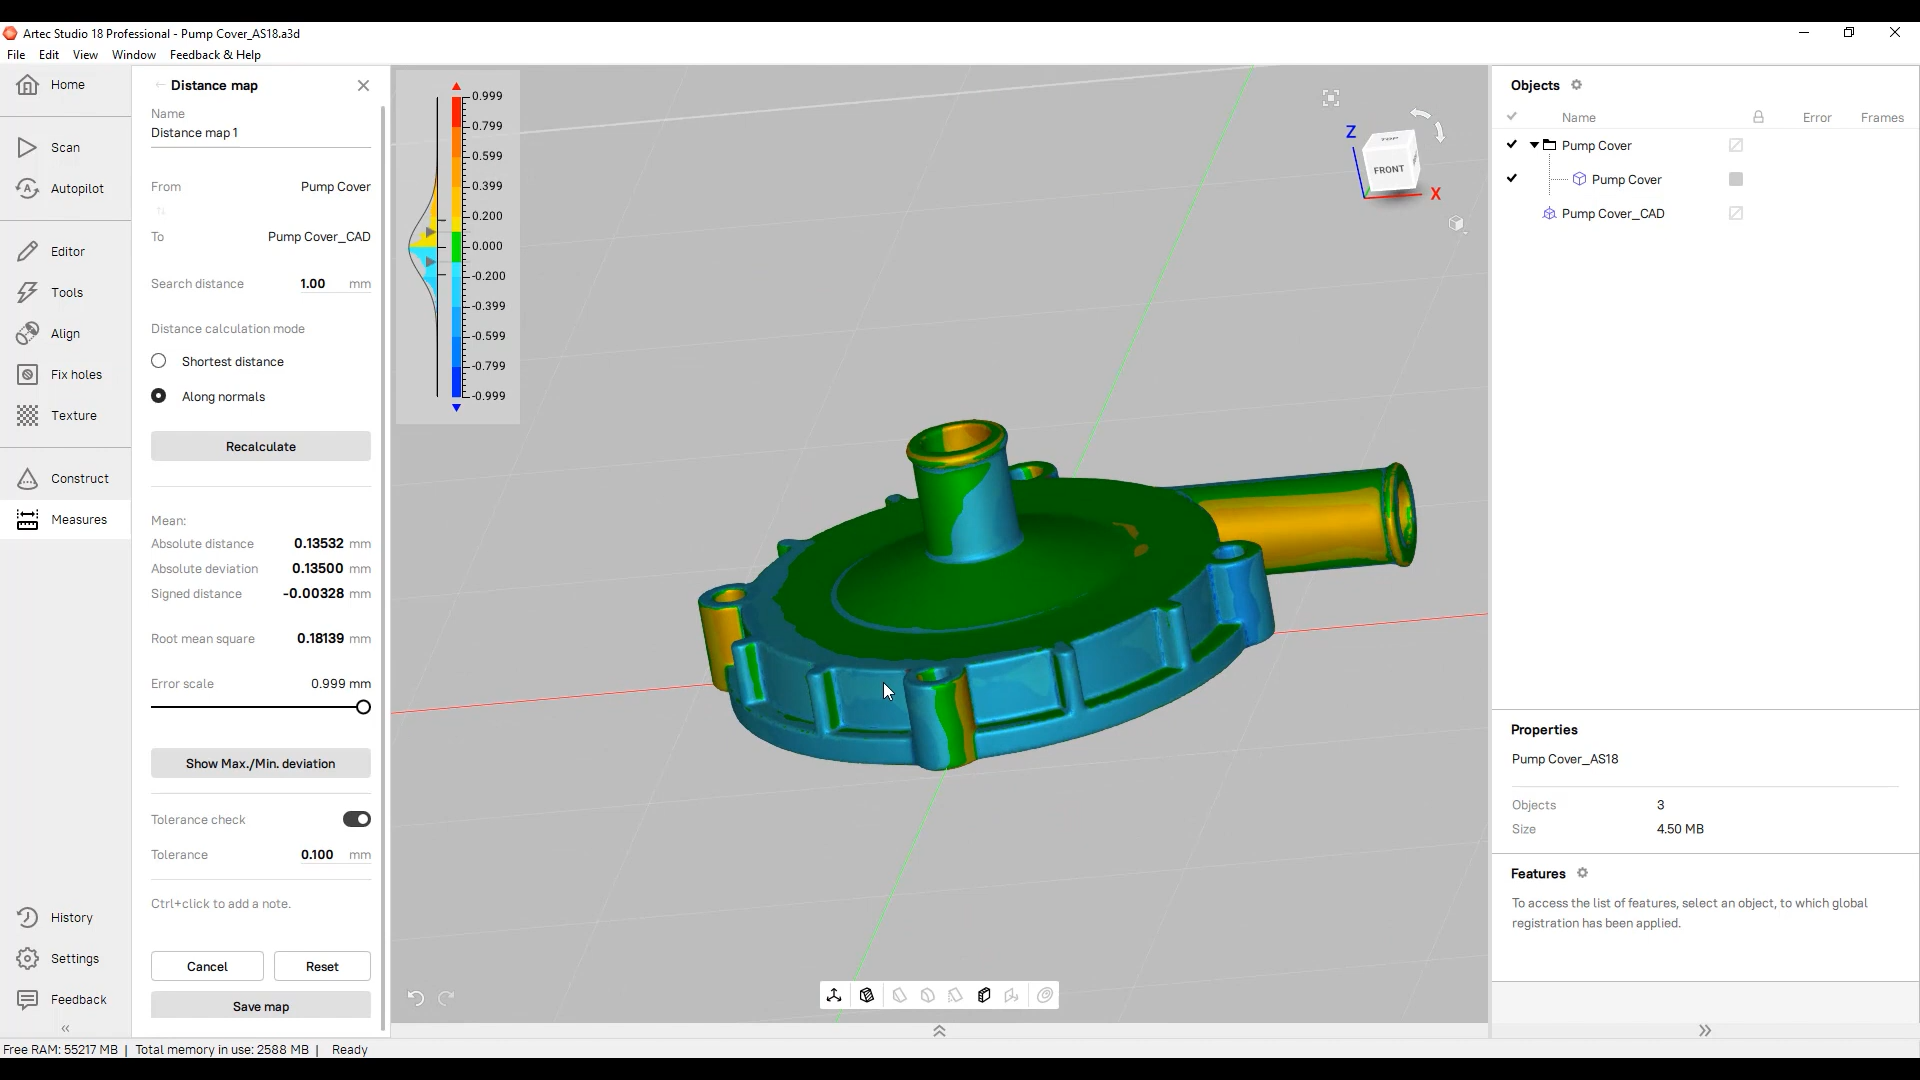 Artec Studio 18 Professional - Pump Cover_AS18.a3d
File Edit View Window Feedback & Help
Home
Scan
Autopilot
Editor
Tools
Align
Fix holes
Texture
Construct
Measures
History
Settings
Feedback
Distance map
Name
Distance map 1
From Pump Cover
To Pump Cover_CAD
Search distance 1.00 mm
Distance calculation mode
Shortest distance
Along normals
Recalculate
Mean:
Absolute distance 0.13532 mm
Absolute deviation 0.13500 mm
Signed distance -0.00328 mm
Root mean square 0.18139 mm
Error scale 0.999 mm
Show Max./Min. deviation
Tolerance check
Tolerance 0.100 mm
Ctrl+click to add a note.
Cancel Reset
Save map
0.999
0.799
0.599
0.399
0.200
0.000
-0.200
-0.399
-0.599
-0.799
-0.999
Z
TOP
FRONT
X
Objects
Name Error Frames
Pump Cover
Pump Cover
Pump Cover_CAD
Properties
Pump Cover_AS18
Objects 3
Size 4.50 MB
Features
To access the list of features, select an object, to which global
registration has been applied.
Free RAM: 55217 MB | Total memory in use: 2588 MB | Ready